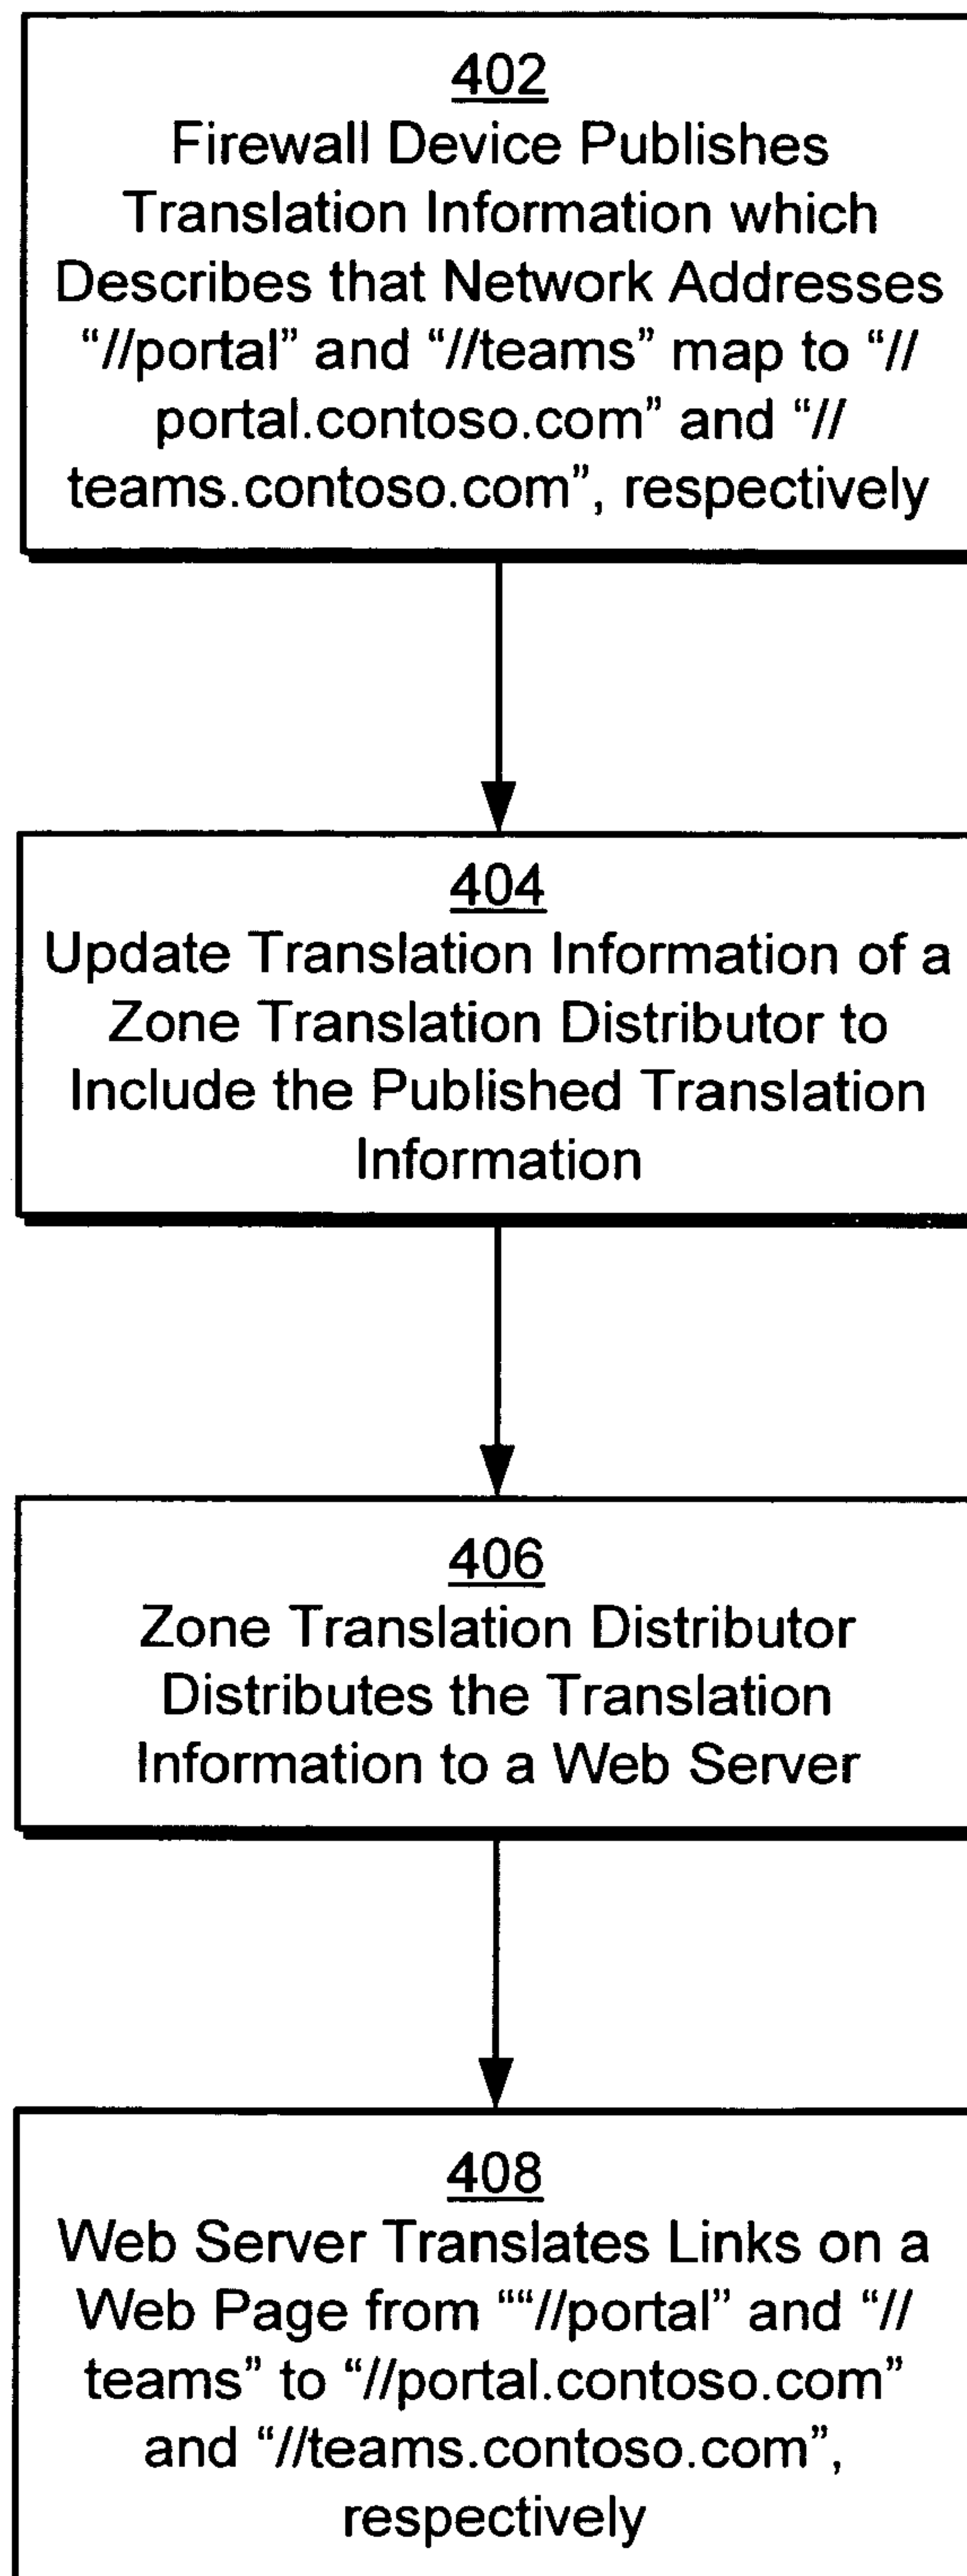 402
Firewall Device Publishes
Translation Information which
Describes that Network Addresses
“//portal” and “//teams” map to “//
portal.contoso.com” and “//
teams.contoso.com”, respectively
404
Update Translation Information of a
Zone Translation Distributor to
Include the Published Translation
Information
406
Zone Translation Distributor
Distributes the Translation
Information to a Web Server
408
Web Server Translates Links on a
Web Page from ““//portal” and “//
teams” to “//portal.contoso.com”
and “//teams.contoso.com”,
respectively